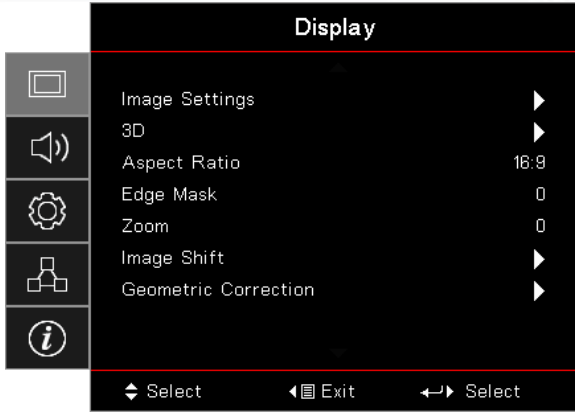 Display
Image Settings
3D
Aspect Ratio 16:9
Edge Mask 0
Zoom 0
Image Shift
Geometric Correction
Select Exit Select